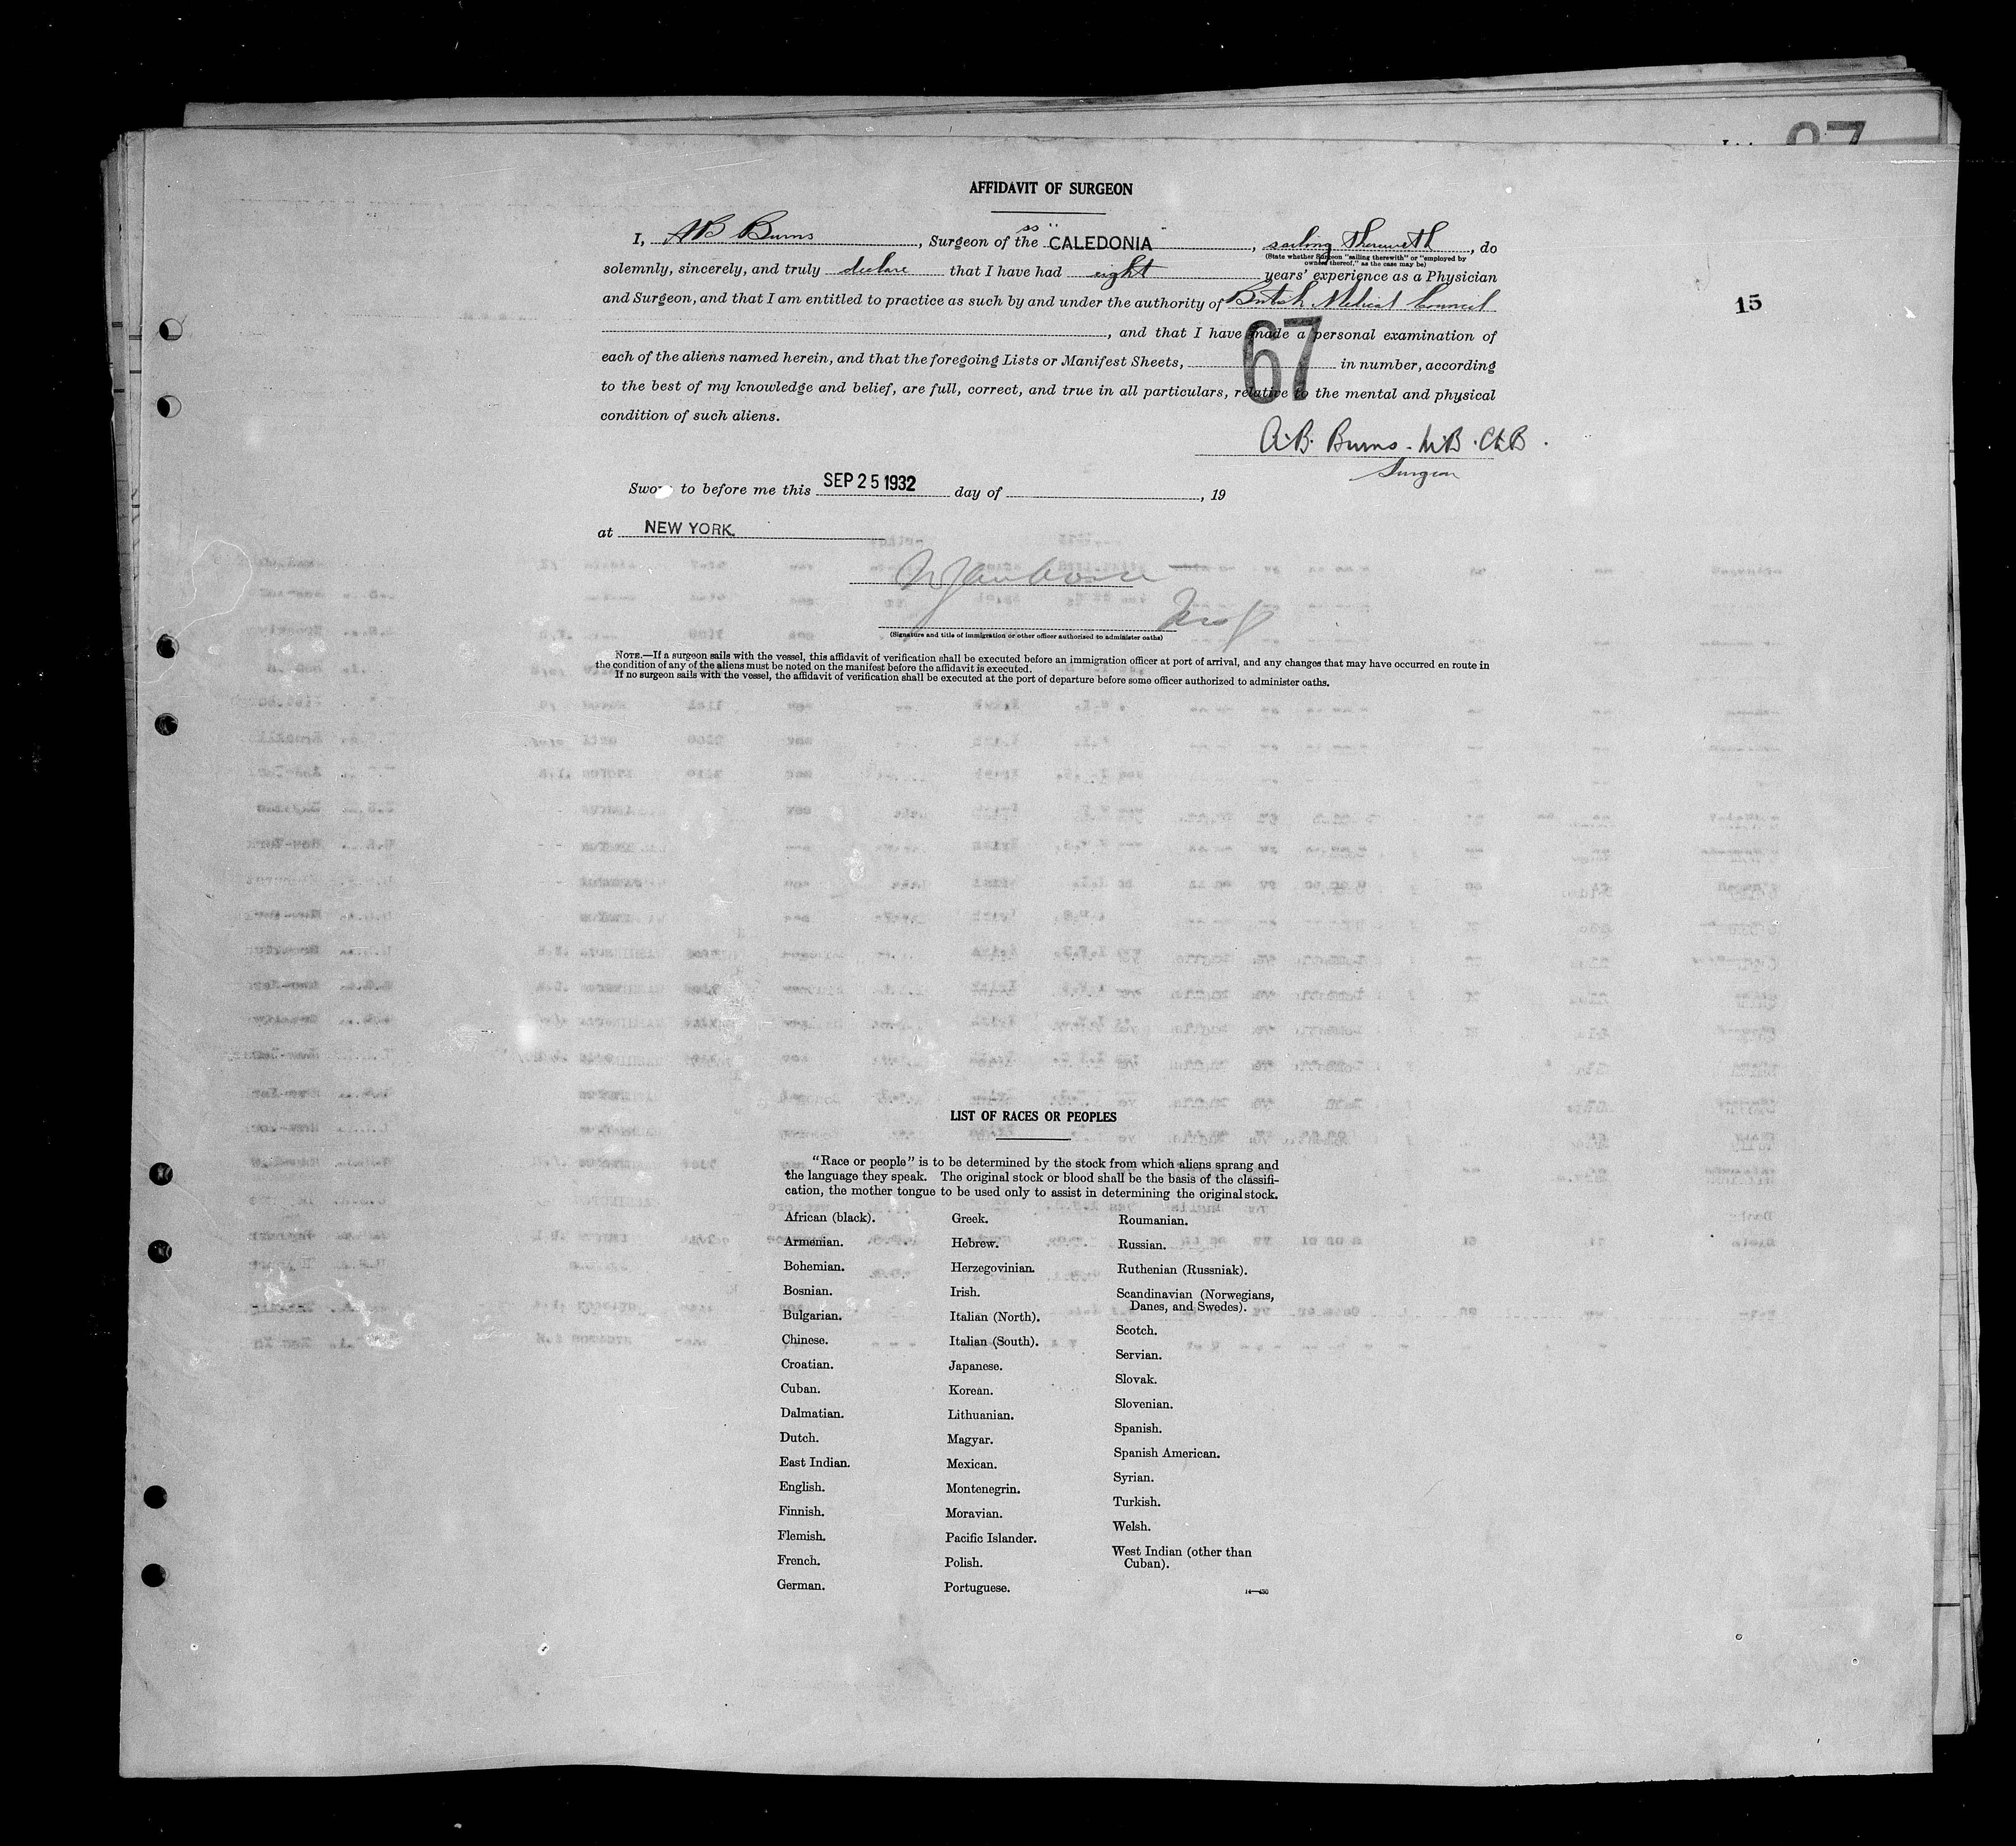 67
AFFIDAVIT OF SURGEON
I, AB Burns, Surgeon of the ss "CALEDONIA", sailing therewith, do
(State whether Surgeon "sailing therewith" or "employed by
owners thereof," as the case may be)
solemnly, sincerely, and truly declare that I have had eight years' experience as a Physician
and Surgeon, and that I am entitled to practice as such by and under the authority of British Medical Council
15
, and that I have made a personal examination of
67
each of the aliens named herein, and that the foregoing Lists or Manifest Sheets, in number, according
to the best of my knowledge and belief, are full, correct, and true in all particulars, relative to the mental and physical
condition of such aliens.
A.B. Burns. M.B. Ch.B.
Surgeon
Sworn to before me this SEP 25 1932 day of , 19
at NEW YORK.
(Signature and title of immigration or other officer authorized to administer oaths)
NOTE.—If a surgeon sails with the vessel, this affidavit of verification shall be executed before an immigration officer at port of arrival, and any changes that may have occurred en route in
the condition of any of the aliens must be noted on the manifest before the affidavit is executed.
If no surgeon sails with the vessel, the affidavit of verification shall be executed at the port of departure before some officer authorized to administer oaths.
LIST OF RACES OR PEOPLES
"Race or people" is to be determined by the stock from which aliens sprang and
the language they speak. The original stock or blood shall be the basis of the classifi-
cation, the mother tongue to be used only to assist in determining the original stock.
African (black).
Armenian.
Bohemian.
Bosnian.
Bulgarian.
Chinese.
Croatian.
Cuban.
Dalmatian.
Dutch.
East Indian.
English.
Finnish.
Flemish.
French.
German.
Greek.
Hebrew.
Herzegovinian.
Irish.
Italian (North).
Italian (South).
Japanese.
Korean.
Lithuanian.
Magyar.
Mexican.
Montenegrin.
Moravian.
Pacific Islander.
Polish.
Portuguese.
Roumanian.
Russian.
Ruthenian (Russniak).
Scandinavian (Norwegians,
Danes, and Swedes).
Scotch.
Servian.
Slovak.
Slovenian.
Spanish.
Spanish American.
Syrian.
Turkish.
Welsh.
West Indian (other than
Cuban).
14—430